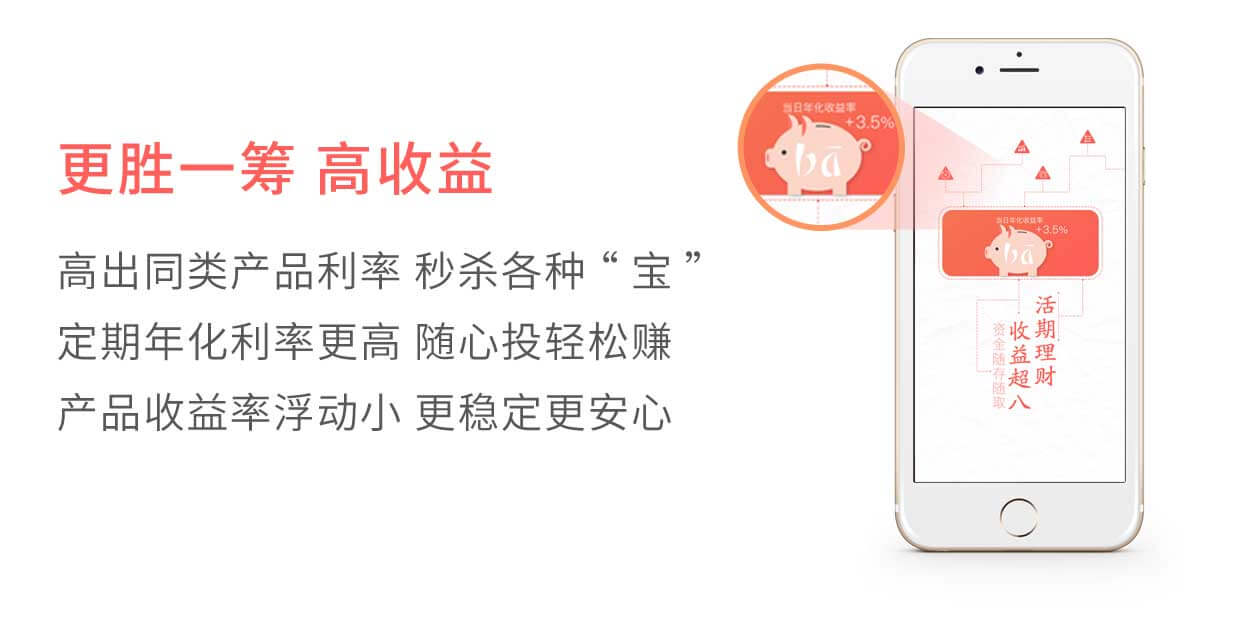 更胜一筹 高收益
高出同类产品利率 秒杀各种“宝”
定期年化利率更高 随心投轻松赚
产品收益率浮动小 更稳定更安心
当日年化收益率
+3.5%
bā
当日年化收益率
+3.5%
bā
活期理财
收益超八
资金随存随取